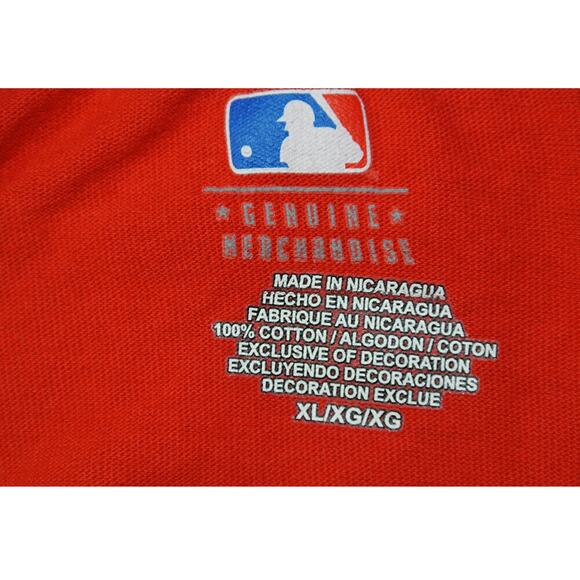 ★ GENUINE ★
MERCHANDISE
MADE IN NICARAGUA
HECHO EN NICARAGUA
FABRIQUE AU NICARAGUA
100% COTTON / ALGODON / COTON
EXCLUSIVE OF DECORATION
EXCLUYENDO DECORACIONES
DECORATION EXCLUE
XL/XG/XG